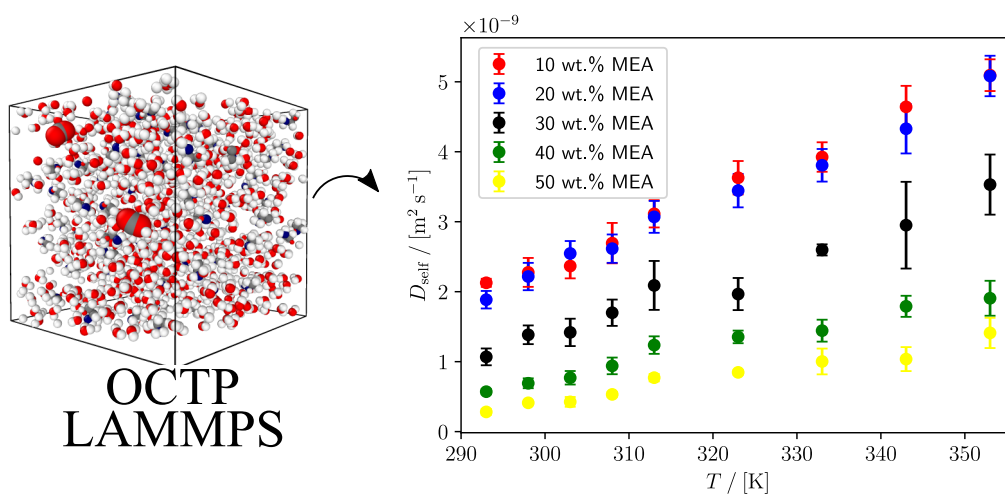 ×10⁻⁹
10 wt.% MEA
20 wt.% MEA
30 wt.% MEA
40 wt.% MEA
50 wt.% MEA
5
4
3
2
1
0
D_self / [m² s⁻¹]
290 300 310 320 330 340 350
T / [K]
OCTP
LAMMPS